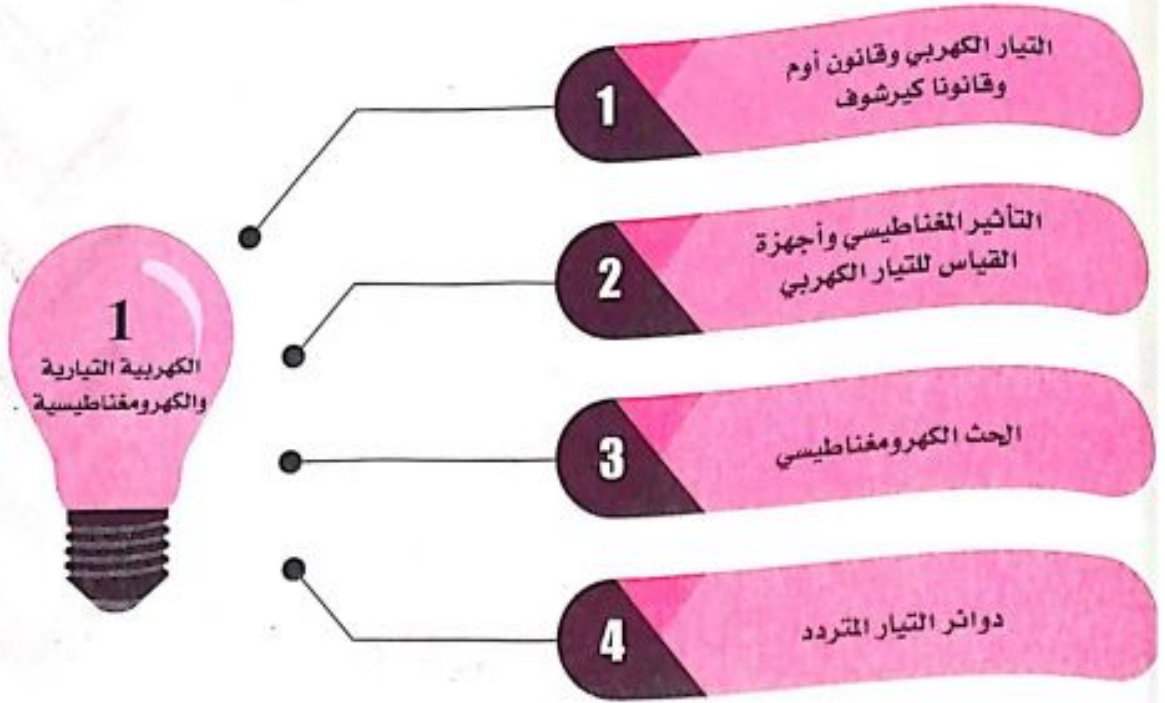 1
الكهربية التيارية
والكهرومغناطيسية
1
التيار الكهربي وقانون أوم
وقانونا كيرشوف
2
التأثير المغناطيسي وأجهزة
القياس للتيار الكهربي
3
الحث الكهرومغناطيسي
4
دوائر التيار المتردد